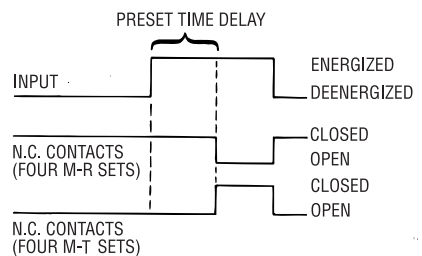 PRESET TIME DELAY
ENERGIZED
INPUT
DEENERGIZED
CLOSED
N.C. CONTACTS
(FOUR M-R SETS)
OPEN
CLOSED
OPEN
N.C. CONTACTS
(FOUR M-T SETS)